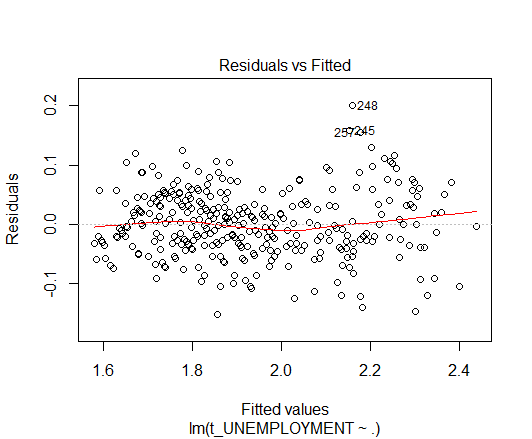 Residuals vs Fitted
Residuals
0.2
0.1
0.0
-0.1
248
257 245
1.6 1.8 2.0 2.2 2.4
Fitted values
lm(t_UNEMPLOYMENT ~ .)